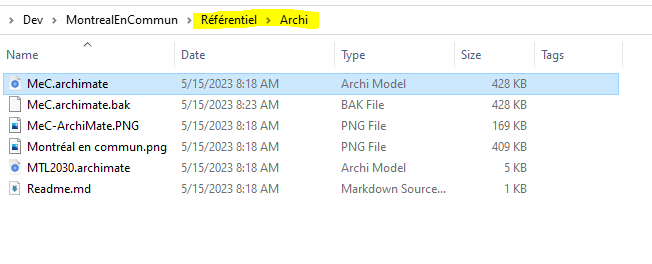 Dev > MontrealEnCommun > Référentiel > Archi
Name Date Type Size Tags
MeC.archimate 5/15/2023 8:18 AM Archi Model 428 KB
MeC.archimate.bak 5/15/2023 8:23 AM BAK File 428 KB
MeC-ArchiMate.PNG 5/15/2023 8:18 AM PNG File 169 KB
Montréal en commun.png 5/15/2023 8:18 AM PNG File 409 KB
MTL2030.archimate 5/15/2023 8:18 AM Archi Model 5 KB
Readme.md 5/15/2023 8:18 AM Markdown Source... 1 KB